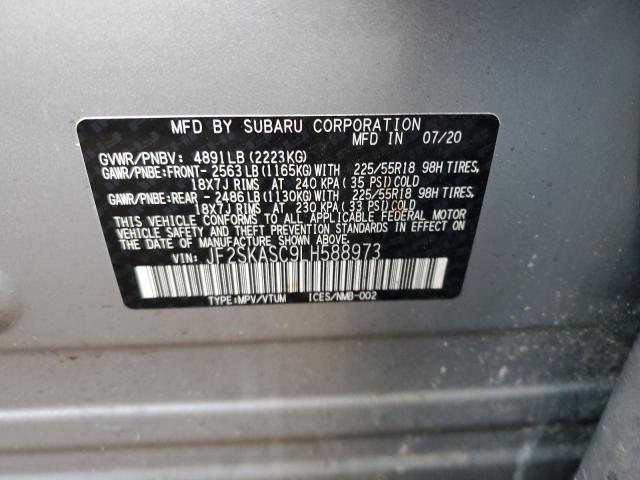 MFD BY SUBARU CORPORATION
MFD IN 07/20
GVWR/PNBV: 4891LB (2223KG)
GAWR/PNBE:FRONT- 2563LB (1165KG)WITH 225/55R18 98H TIRES,
18X7J RIMS AT 240 KPA (35 PSI)COLD
GAWR/PNBE:REAR - 2486LB (1130KG)WITH 225/55R18 98H TIRES,
18X7J RIMS AT 230 KPA (33 PSI)COLD
THIS VEHICLE CONFORMS TO ALL APPLICABLE FEDERAL MOTOR
VEHICLE SAFETY, BUMPER, AND THEFT PREVENTION STANDARDS
IN EFFECT ON THE DATE OF MANUFACTURE SHOWN ABOVE.
VIN: JF2SKASC9LH588973
TYPE:MPV/VTUM ICES/NMB-002